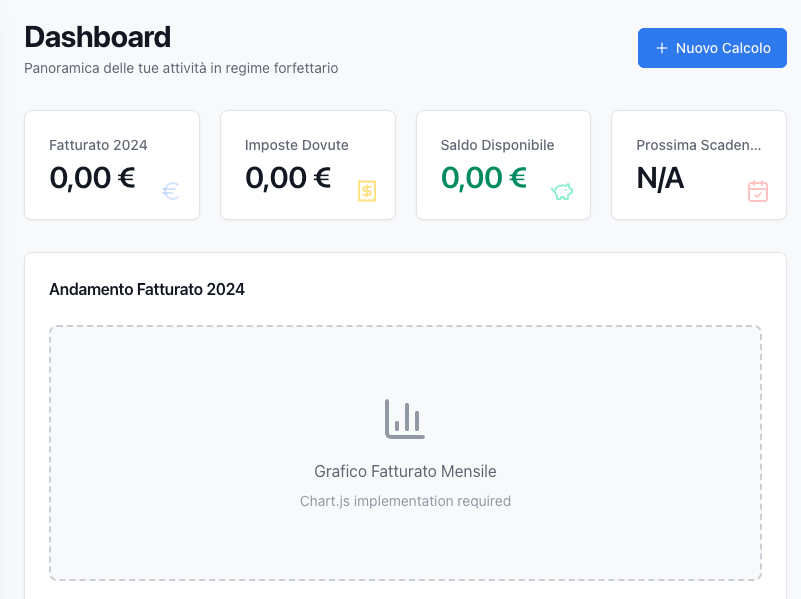 Dashboard
Panoramica delle tue attività in regime forfettario
+ Nuovo Calcolo
Fatturato 2024
0,00 €
€
Imposte Dovute
0,00 €
$
Saldo Disponibile
0,00 €
Prossima Scaden...
N/A
Andamento Fatturato 2024
Grafico Fatturato Mensile
Chart.js implementation required